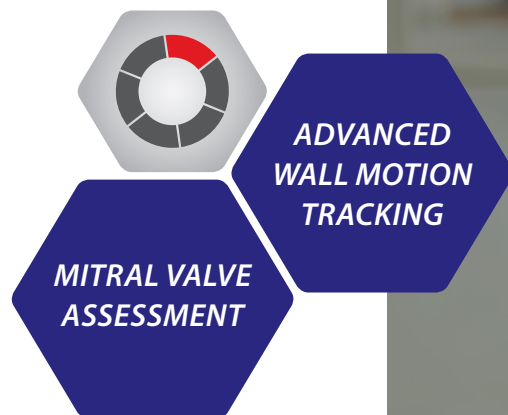 ADVANCED
WALL MOTION
TRACKING
MITRAL VALVE
ASSESSMENT